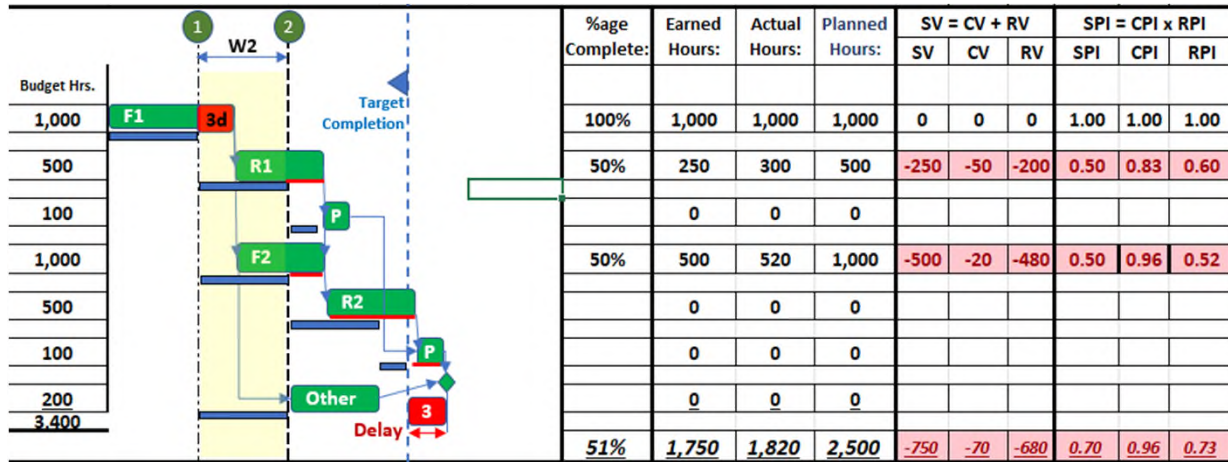 1 2
W2
%age Complete: Earned Hours: Actual Hours: Planned Hours: SV = CV + RV SPI = CPI x RPI
SV CV RV SPI CPI RPI
Budget Hrs.
Target Completion
1,000 F1 3d 100% 1,000 1,000 1,000 0 0 0 1.00 1.00 1.00
500 R1 50% 250 300 500 -250 -50 -200 0.50 0.83 0.60
100 P 0 0 0
1,000 F2 50% 500 520 1,000 -500 -20 -480 0.50 0.96 0.52
500 R2 0 0 0
100 P 0 0 0
200 Other 0 0 0
3,400 3
Delay 51% 1,750 1,820 2,500 -750 -70 -680 0.70 0.96 0.73